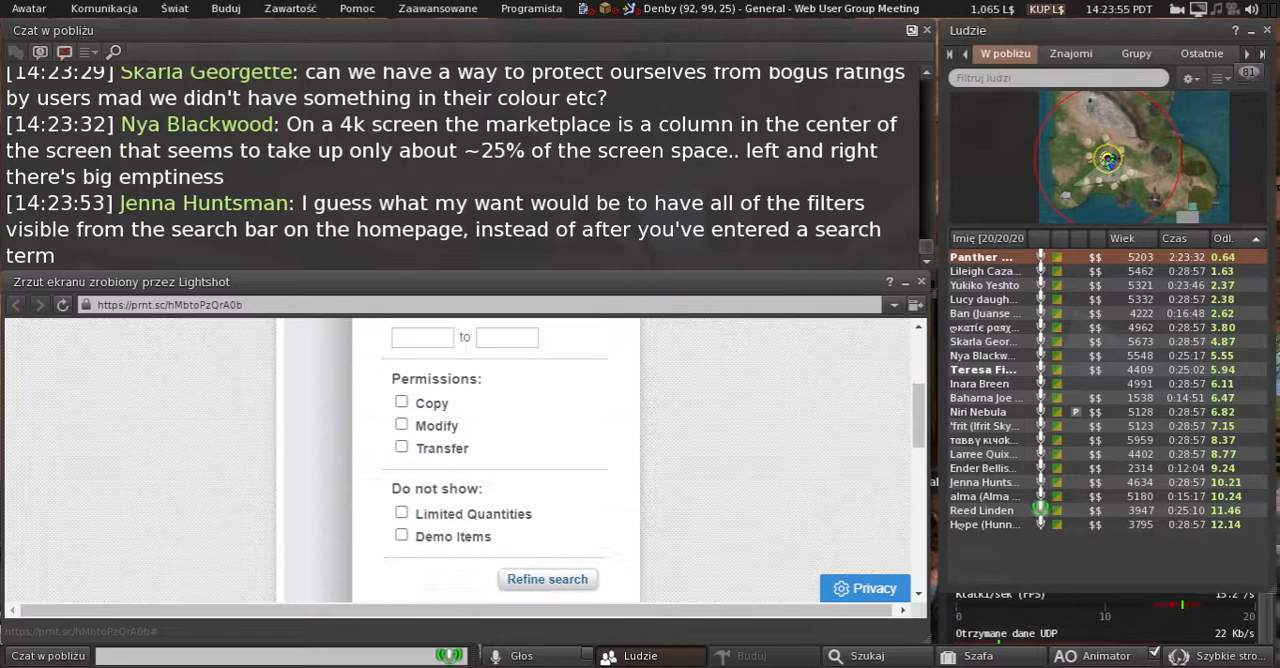 Awatar Komunikacja Świat Buduj Zawartość Pomoc Zaawansowane Programista Denby (92, 99, 25) - General - Web User Group Meeting 1,065 L$ KUP L$ 14:23:55 PDT
Czat w pobliżu
[14:23:29] Skarla Georgette: can we have a way to protect ourselves from bogus ratings
by users mad we didn't have something in their colour etc?
[14:23:32] Nya Blackwood: On a 4k screen the marketplace is a column in the center of
the screen that seems to take up only about ~25% of the screen space.. left and right
there's big emptiness
[14:23:53] Jenna Huntsman: I guess what my want would be to have all of the filters
visible from the search bar on the homepage, instead of after you've entered a search
term
Zrzut ekranu zrobiony przez Lightshot
https://prnt.sc/hMbtoPzQrA0b
to
Permissions:
Copy
Modify
Transfer
Do not show:
Limited Quantities
Demo Items
Refine search
Privacy
https://prnt.sc/hMbtoPzQrA0b#
Ludzie
W pobliżu Znajomi Grupy Ostatnie
Filtruj ludzi
81
Imię [20/20/20 Wiek Czas Odl.
Panther ... 5203 2:23:32 0.64
Lileigh Caza... $$ 5462 0:28:57 1.63
Yukiko Yeshto $$ 5321 0:23:46 2.37
Lucy daugh... $$ 5332 0:28:57 2.38
Ban (Juanse ... $$ 4222 0:16:48 2.62
$$ 4962 0:28:57 3.80
Skarla Geor... $$ 5673 0:28:57 4.87
Nya Blackw... $$ 5548 0:25:17 5.55
Teresa Fi... $$ 4409 0:25:02 5.94
Inara Breen 4991 0:28:57 6.11
Bahama Joe ... $$ 1538 0:14:51 6.47
Niri Nebula P $$ 5128 0:28:57 6.82
'frit (Ifrit Sky... $$ 5123 0:28:57 7.15
$$ 5959 0:28:57 8.37
Larree Quix... $$ 4402 0:28:57 8.77
Ender Bellis... $$ 2314 0:12:04 9.24
Jenna Hunts... $$ 4634 0:28:57 10.21
alma (Alma ... $$ 5180 0:15:17 10.24
Reed Linden $$ 3947 0:25:10 11.46
$$ 3795 0:28:57 12.14
Klatki/sek (FPS) 15.2 /s
0 10 20
Otrzymane dane UDP 22 Kb/s
Czat w pobliżu Głos Ludzie Buduj Szukaj Szafa AO Animator Szybkie stro...